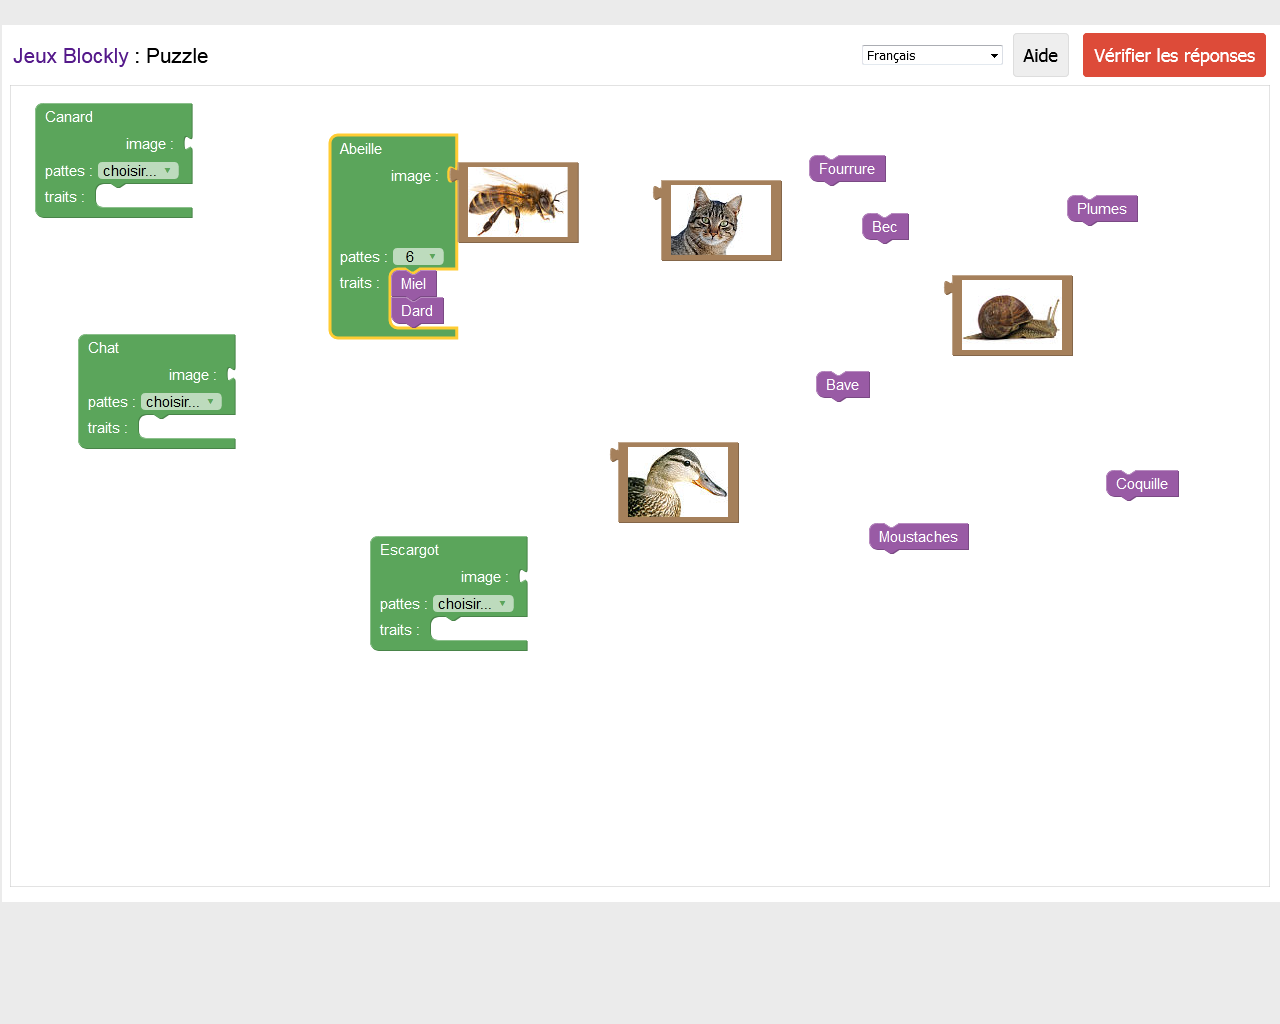 Jeux Blockly : Puzzle
Français
Aide
Vérifier les réponses
Canard
image :
pattes : choisir...
traits :
Abeille
image :
pattes : 6
traits : Miel
Dard
Fourrure
Bec
Plumes
Chat
image :
pattes : choisir...
traits :
Bave
Coquille
Moustaches
Escargot
image :
pattes : choisir...
traits :